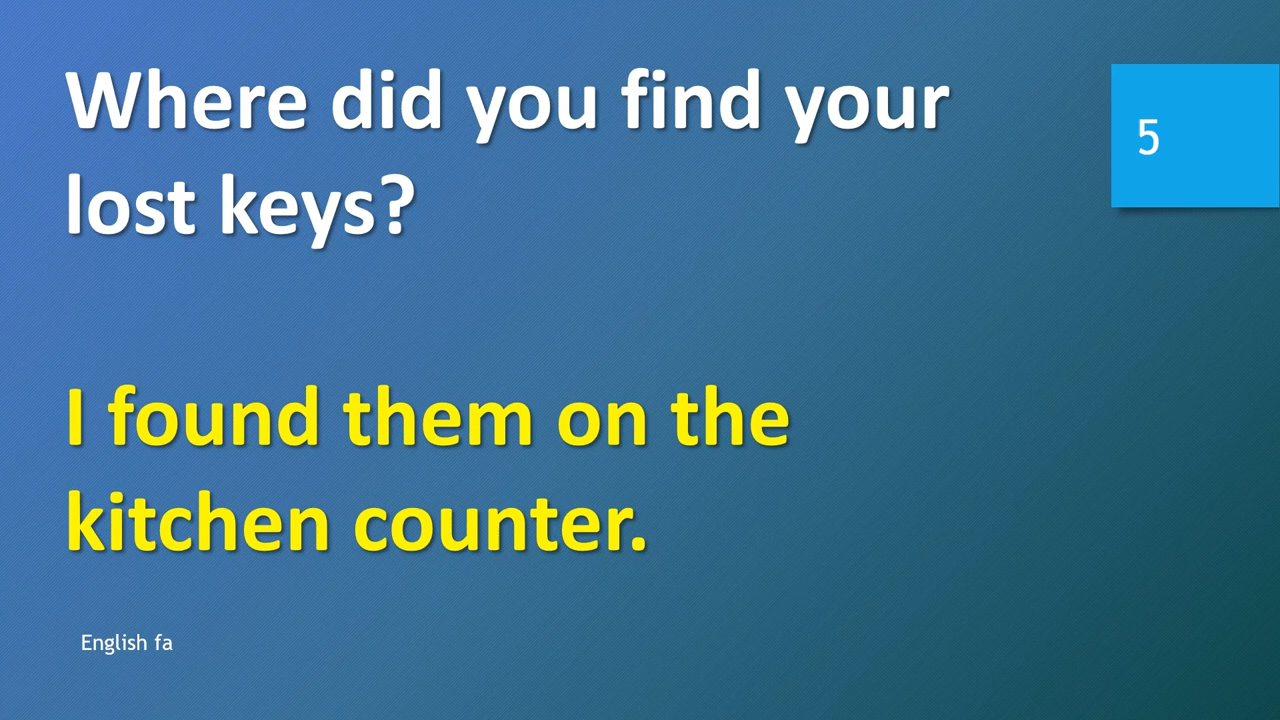 Where did you find your
lost keys?
5
I found them on the
kitchen counter.
English fa